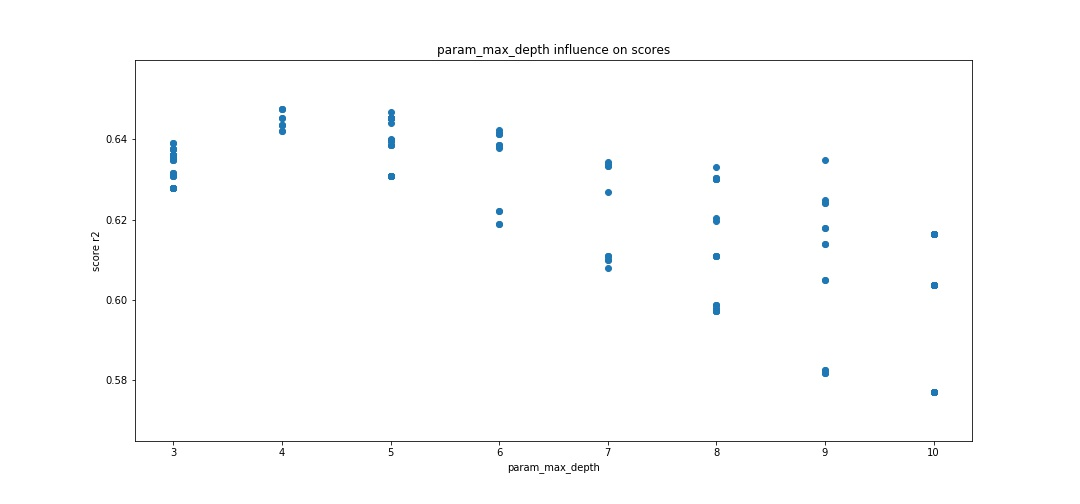 param_max_depth influence on scores
0.64
0.62
0.60
0.58
score r2
3 4 5 6 7 8 9 10
param_max_depth